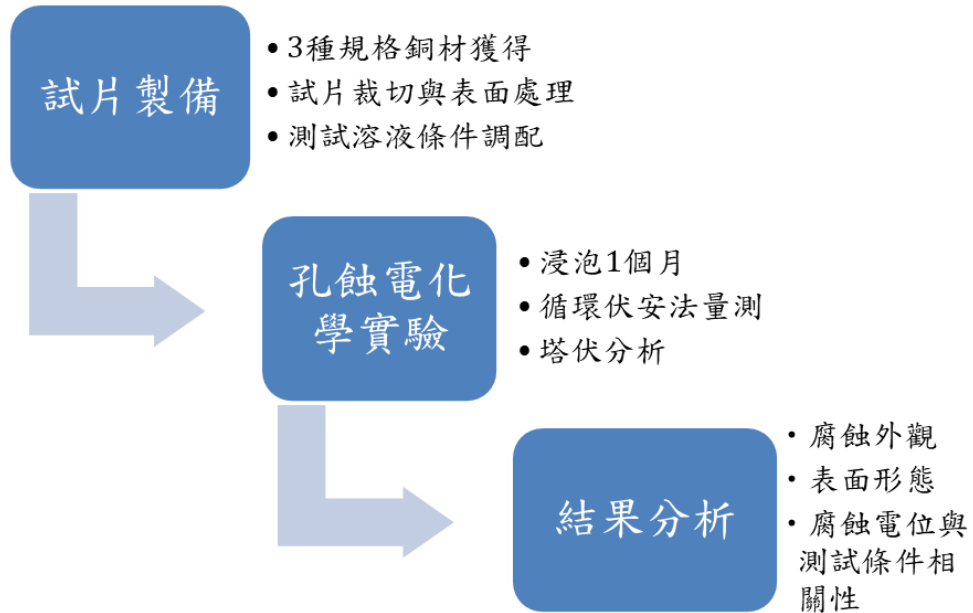 試片製備
• 3種規格銅材獲得
• 試片裁切與表面處理
• 測試溶液條件調配
孔蝕電化
學實驗
• 浸泡1個月
• 循環伏安法量測
• 塔伏分析
結果分析
• 腐蝕外觀
• 表面形態
• 腐蝕電位與
測試條件相
關性